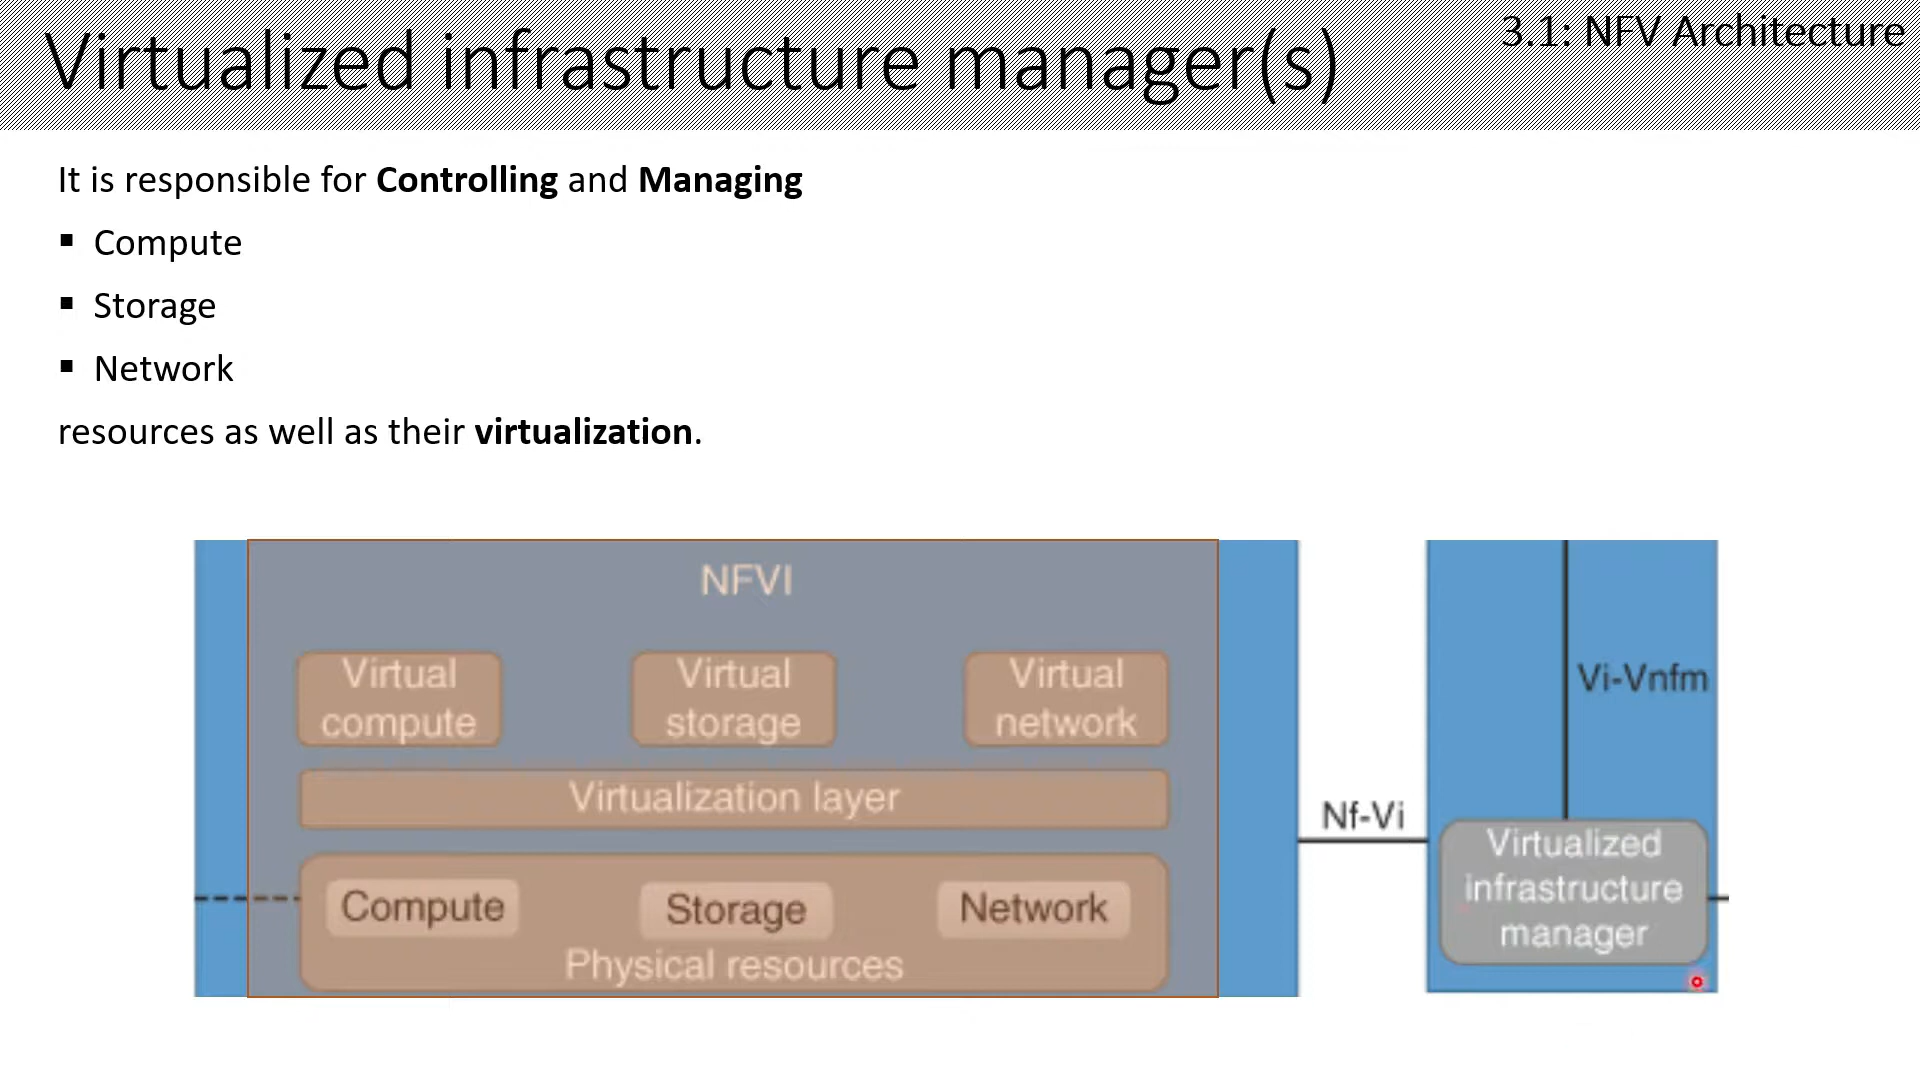 3.1: NFV Architecture
Virtualized infrastructure manager(s)
It is responsible for Controlling and Managing
▪ Compute
▪ Storage
▪ Network
resources as well as their virtualization.
NFVI
Virtual
compute
Virtual
storage
Virtual
network
Virtualization layer
Compute
Storage
Network
Physical resources
Nf-Vi
Vi-Vnfm
Virtualized
infrastructure
manager